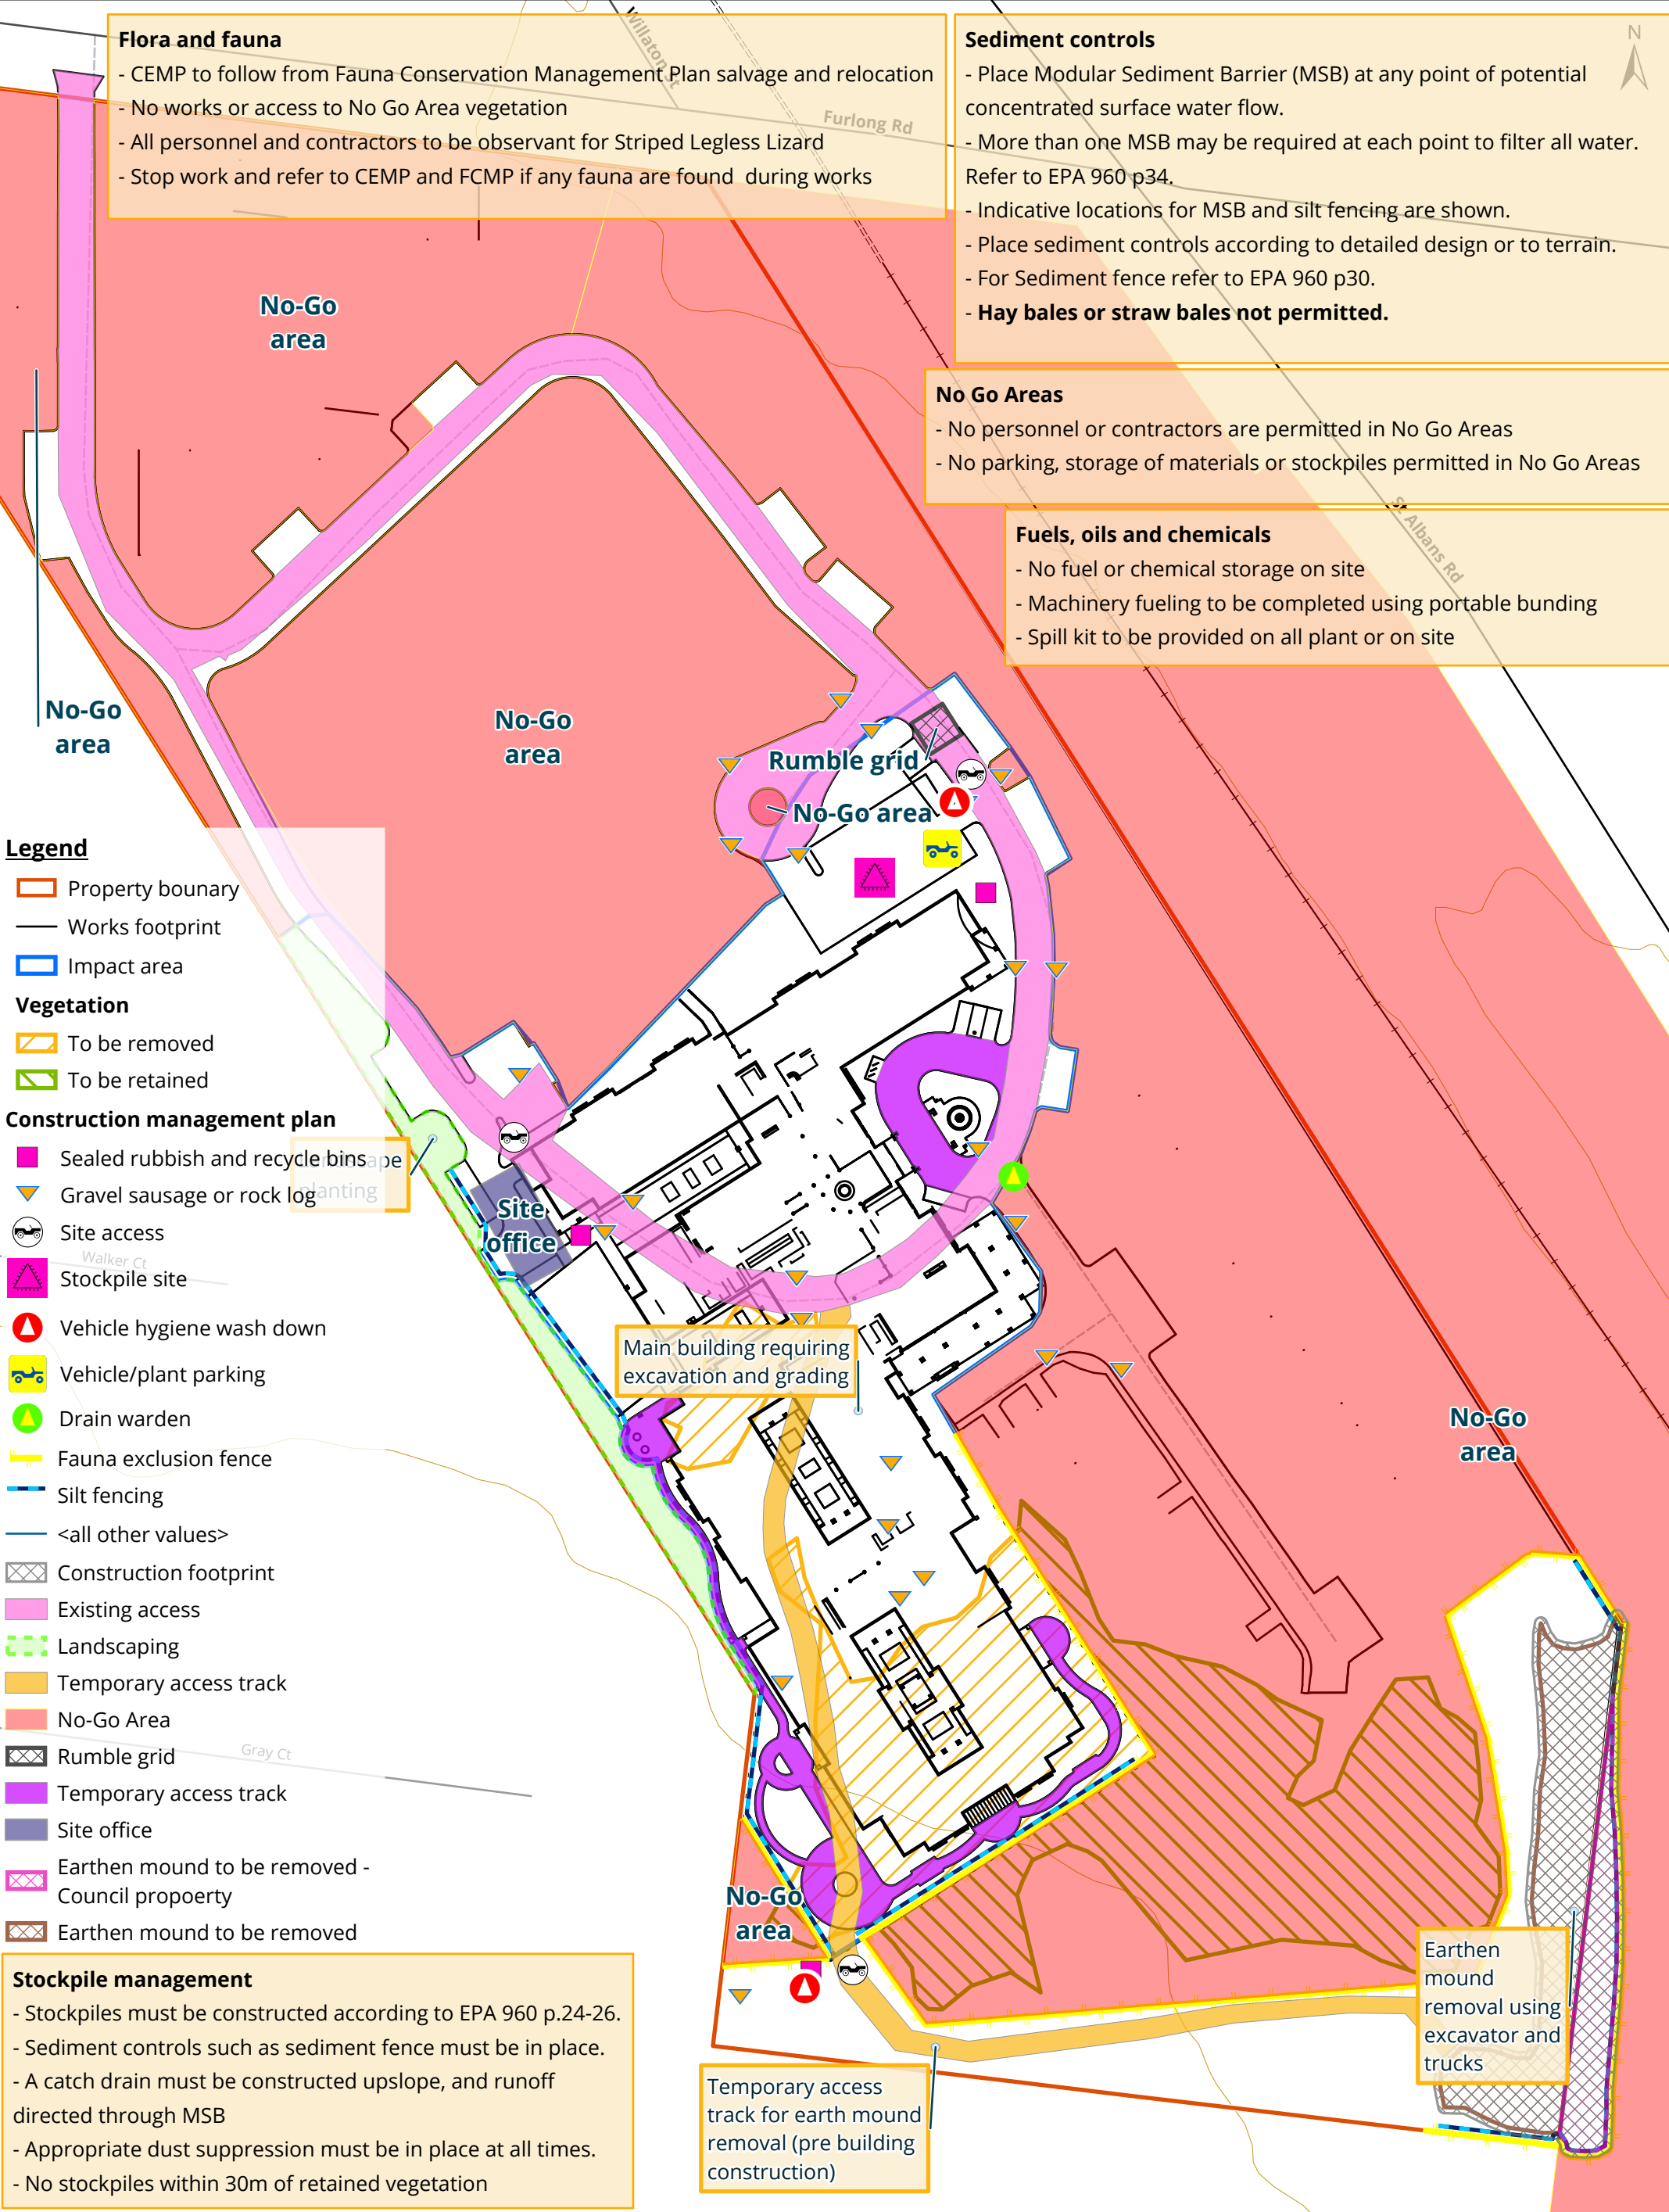 Flora and fauna
- CEMP to follow from Fauna Conservation Management Plan salvage and relocation
- No works or access to No Go Area vegetation
- All personnel and contractors to be observant for Striped Legless Lizard
- Stop work and refer to CEMP and FCMP if any fauna are found during works
Willaton St
Furlong Rd
Sediment controls
- Place Modular Sediment Barrier (MSB) at any point of potential
concentrated surface water flow.
- More than one MSB may be required at each point to filter all water.
Refer to EPA 960 p34.
- Indicative locations for MSB and silt fencing are shown.
- Place sediment controls according to detailed design or to terrain.
- For Sediment fence refer to EPA 960 p30.
- Hay bales or straw bales not permitted.
N
No Go Areas
- No personnel or contractors are permitted in No Go Areas
- No parking, storage of materials or stockpiles permitted in No Go Areas
St Albans Rd
Fuels, oils and chemicals
- No fuel or chemical storage on site
- Machinery fueling to be completed using portable bunding
- Spill kit to be provided on all plant or on site
No-Go
area
No-Go
area
No-Go
area
Rumble grid
No-Go area
Legend
Property bounary
Works footprint
Impact area
Vegetation
To be removed
To be retained
Construction management plan
Sealed rubbish and recycle bins
Gravel sausage or rock log
Site access
Stockpile site
Vehicle hygiene wash down
Vehicle/plant parking
Drain warden
Fauna exclusion fence
Silt fencing
<all other values>
Construction footprint
Existing access
Landscaping
Temporary access track
No-Go Area
Rumble grid
Temporary access track
Site office
Earthen mound to be removed -
Council propoerty
Earthen mound to be removed
planting
Walker Ct
Gray Ct
Site
office
Main building requiring
excavation and grading
No-Go
area
No-Go
area
Earthen
mound
removal using
excavator and
trucks
Temporary access
track for earth mound
removal (pre building
construction)
Stockpile management
- Stockpiles must be constructed according to EPA 960 p.24-26.
- Sediment controls such as sediment fence must be in place.
- A catch drain must be constructed upslope, and runoff
directed through MSB
- Appropriate dust suppression must be in place at all times.
- No stockpiles within 30m of retained vegetation